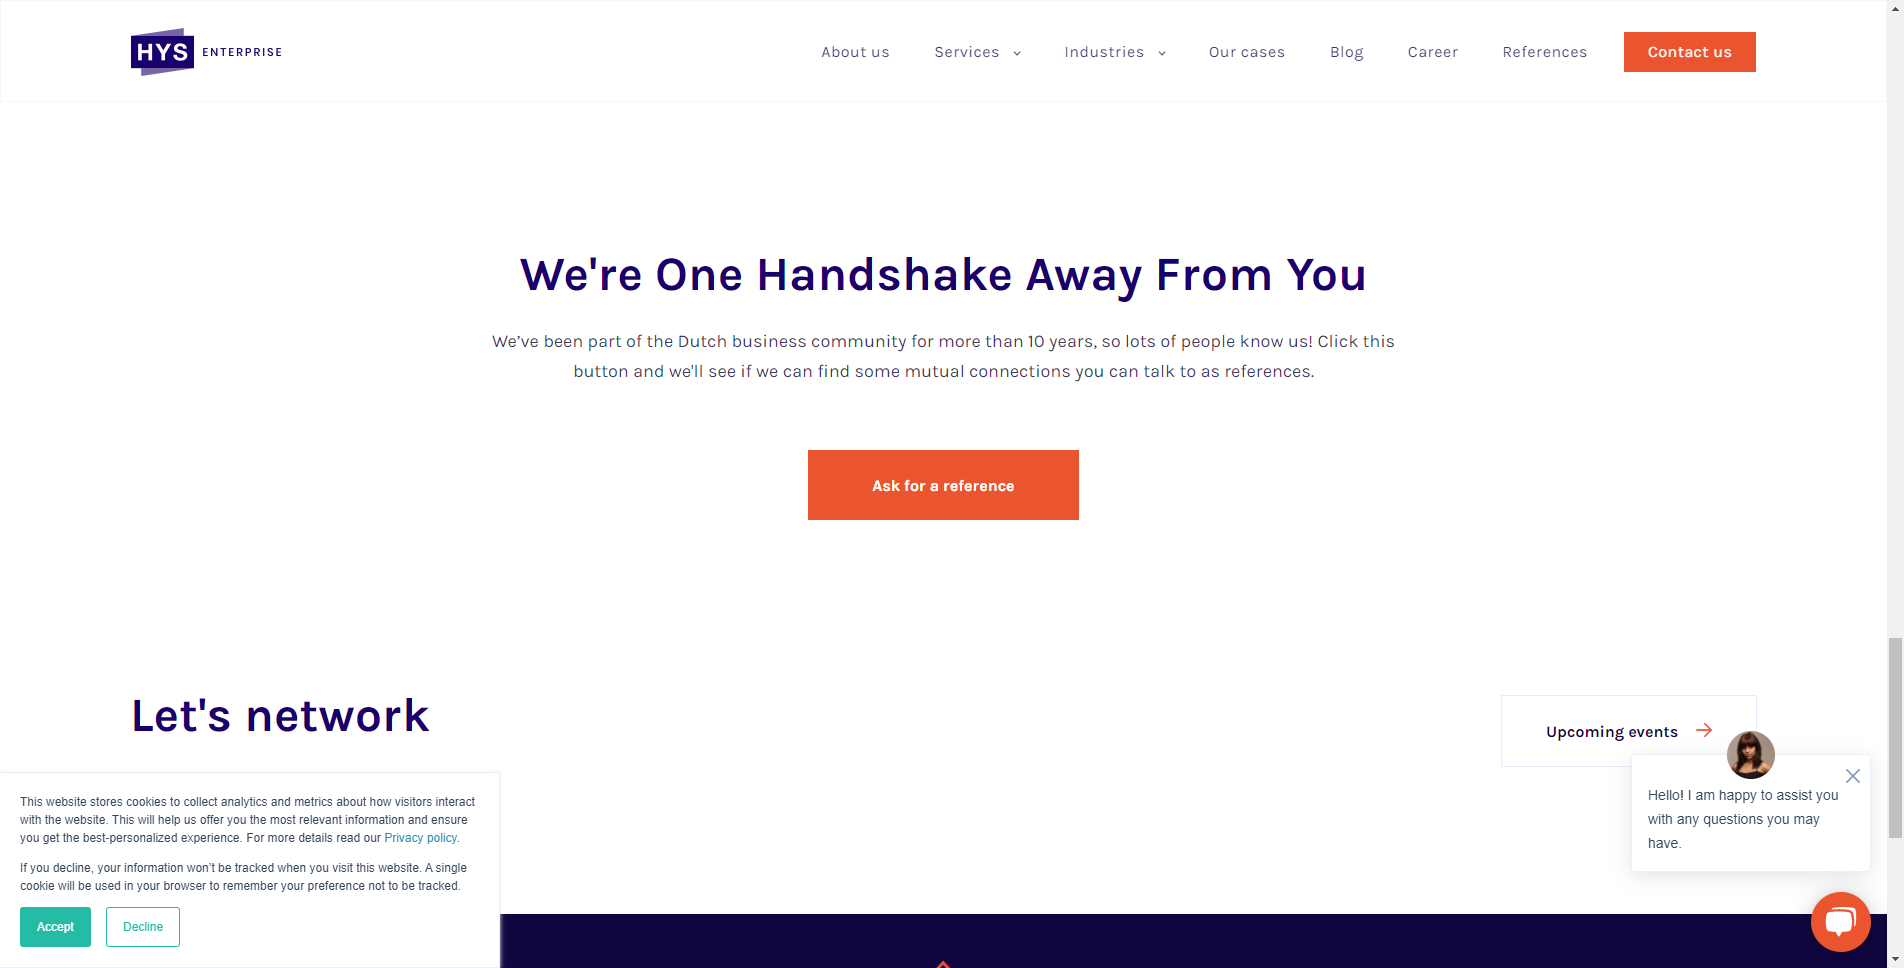 HYS ENTERPRISE
About us
Services
Industries
Our cases
Blog
Career
References
Contact us
We're One Handshake Away From You
We’ve been part of the Dutch business community for more than 10 years, so lots of people know us! Click this
button and we'll see if we can find some mutual connections you can talk to as references.
Ask for a reference
Let's network
Upcoming events
Hello! I am happy to assist you
with any questions you may
have.
This website stores cookies to collect analytics and metrics about how visitors interact
with the website. This will help us offer you the most relevant information and ensure
you get the best-personalized experience. For more details read our Privacy policy.
If you decline, your information won’t be tracked when you visit this website. A single
cookie will be used in your browser to remember your preference not to be tracked.
Accept
Decline